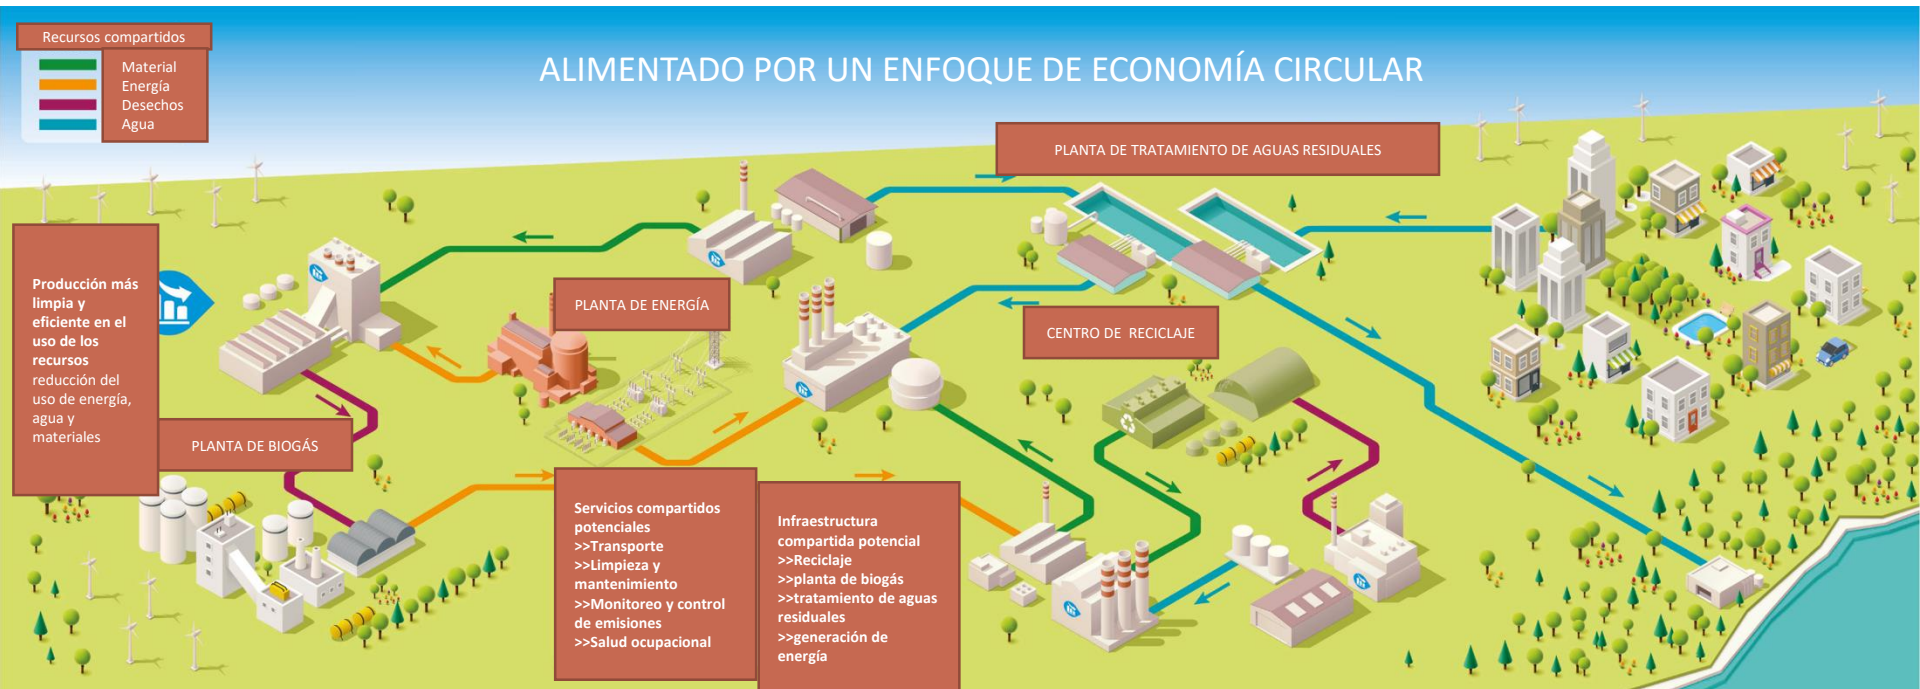 Recursos compartidos
Material
Energía
Desechos
Agua
ALIMENTADO POR UN ENFOQUE DE ECONOMÍA CIRCULAR
PLANTA DE TRATAMIENTO DE AGUAS RESIDUALES
Producción más
limpia y
eficiente en el
uso de los
recursos
reducción del
uso de energía,
agua y
materiales
PLANTA DE ENERGÍA
CENTRO DE RECICLAJE
PLANTA DE BIOGÁS
Servicios compartidos
potenciales
>>Transporte
>>Limpieza y
mantenimiento
>>Monitoreo y control
de emisiones
>>Salud ocupacional
Infraestructura
compartida potencial
>>Reciclaje
>>planta de biogás
>>tratamiento de aguas
residuales
>>generación de
energía